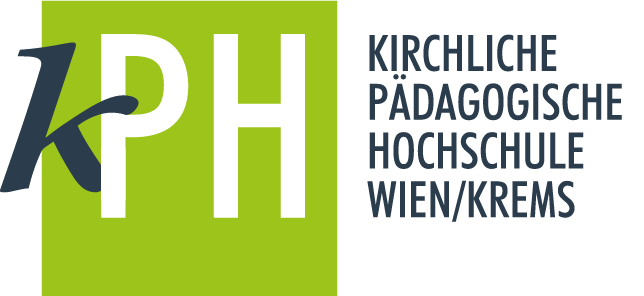 kPH
KIRCHLICHE
PÄDAGOGISCHE
HOCHSCHULE
WIEN/KREMS